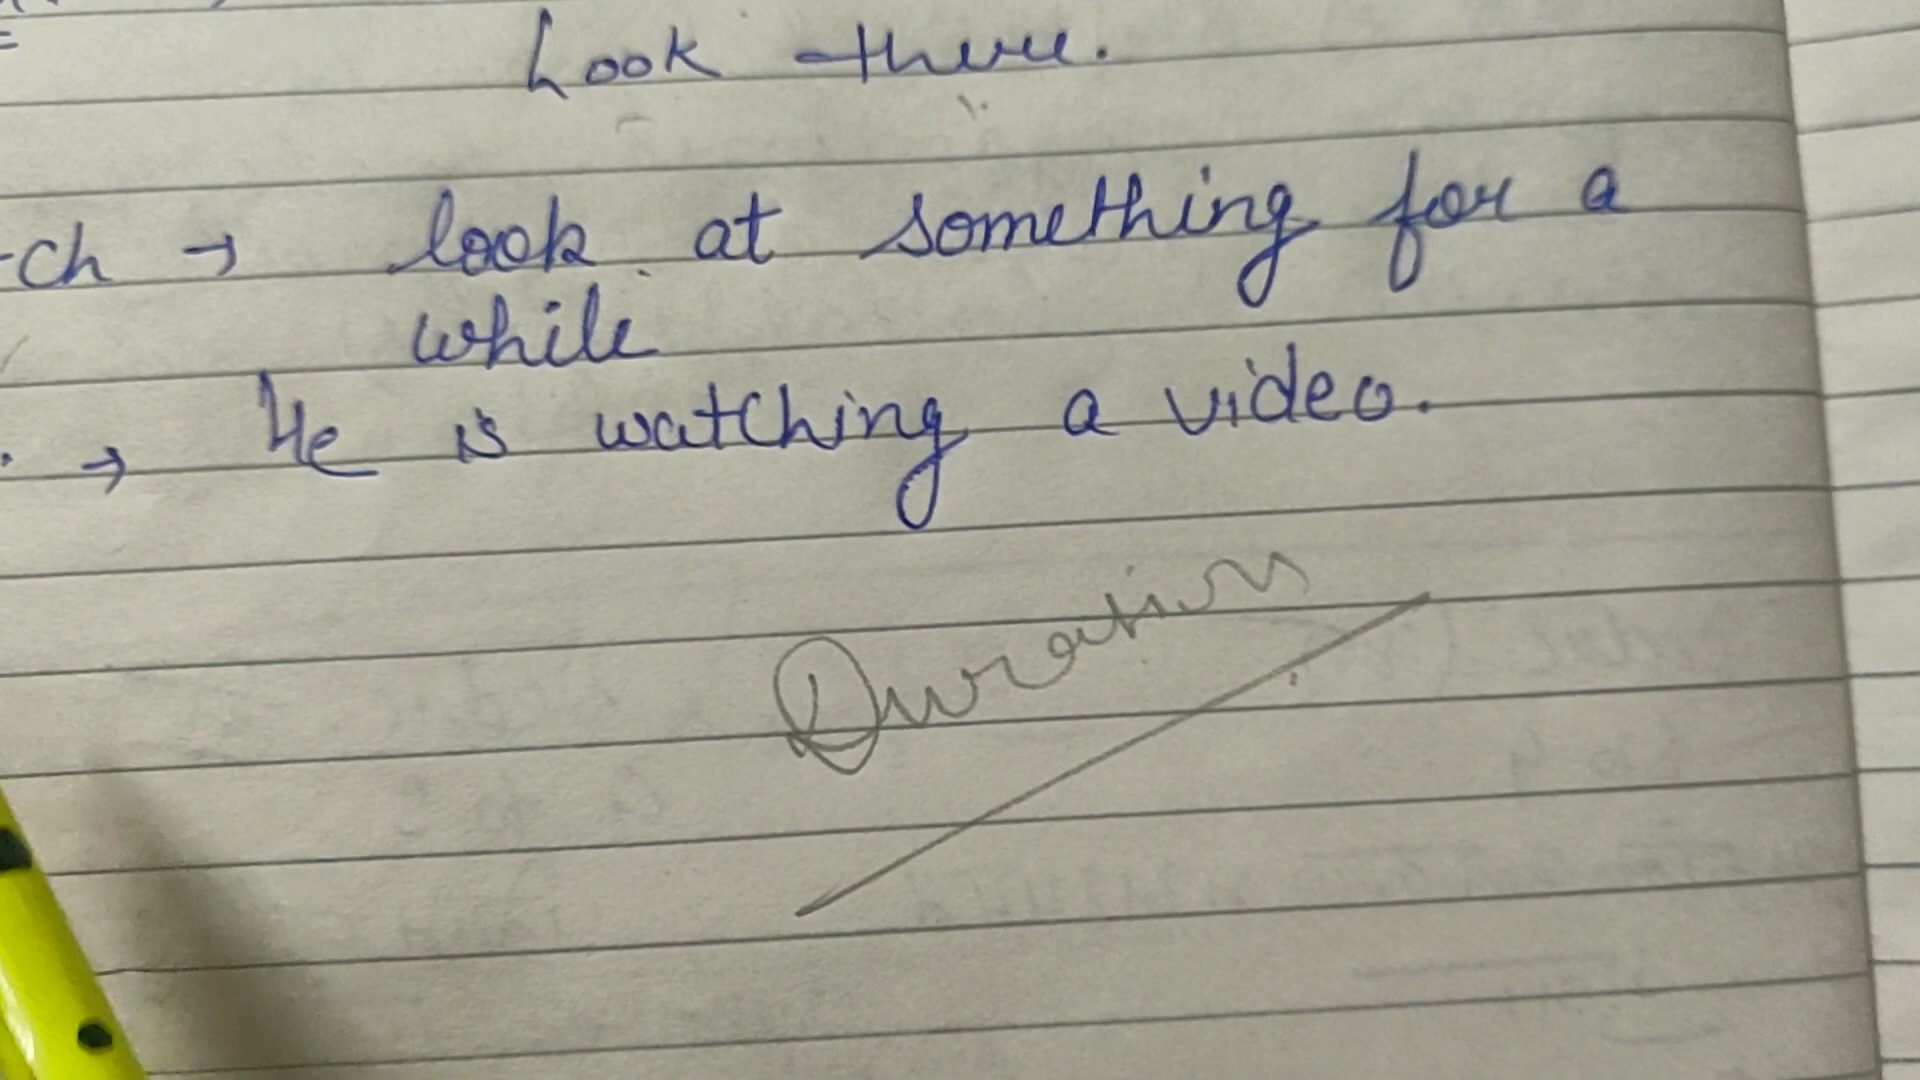 Look there.
ch → look at something for a
while
→ He is watching a video.
Duration